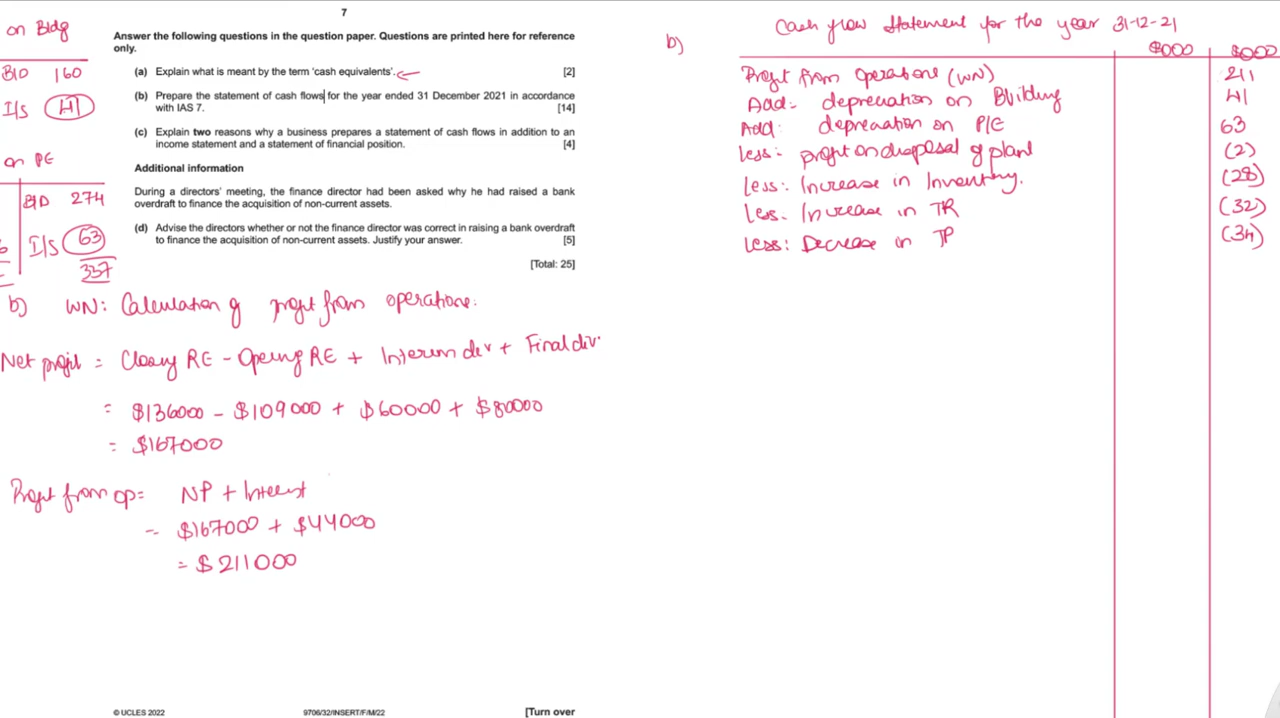 7
on Bldg
Answer the following questions in the question paper. Questions are printed here for reference only.
B/D 160
I/S 41
(a) Explain what is meant by the term 'cash equivalents'. [2]
(b) Prepare the statement of cash flows for the year ended 31 December 2021 in accordance with IAS 7. [14]
(c) Explain two reasons why a business prepares a statement of cash flows in addition to an income statement and a statement of financial position. [4]
on PE
B/D 274
I/S 63
337
Additional information
During a directors' meeting, the finance director had been asked why he had raised a bank overdraft to finance the acquisition of non-current assets.
(d) Advise the directors whether or not the finance director was correct in raising a bank overdraft to finance the acquisition of non-current assets. Justify your answer. [5]
[Total: 25]
b) WN: Calculation of profit from operations.
Net profit = Closing RE - Opening RE + Interim div + Final div.
= $136000 - $109000 + $60000 + $80000
= $167000
Profit from op = NP + Interest
= $167000 + $44000
= $211000
© UCLES 2022
9706/32/INSERT/F/M/22
[Turn over
b) Cash flow Statement for the year 31-12-21
$000 $000
Profit from operations (WN) 211
Add: depreciation on Building 41
Add: depreciation on P/E 63
Less: profit on disposal of plant (2)
Less: Increase in Inventory. (28)
Less: Increase in TR (32)
Less: Decrease in TP (34)